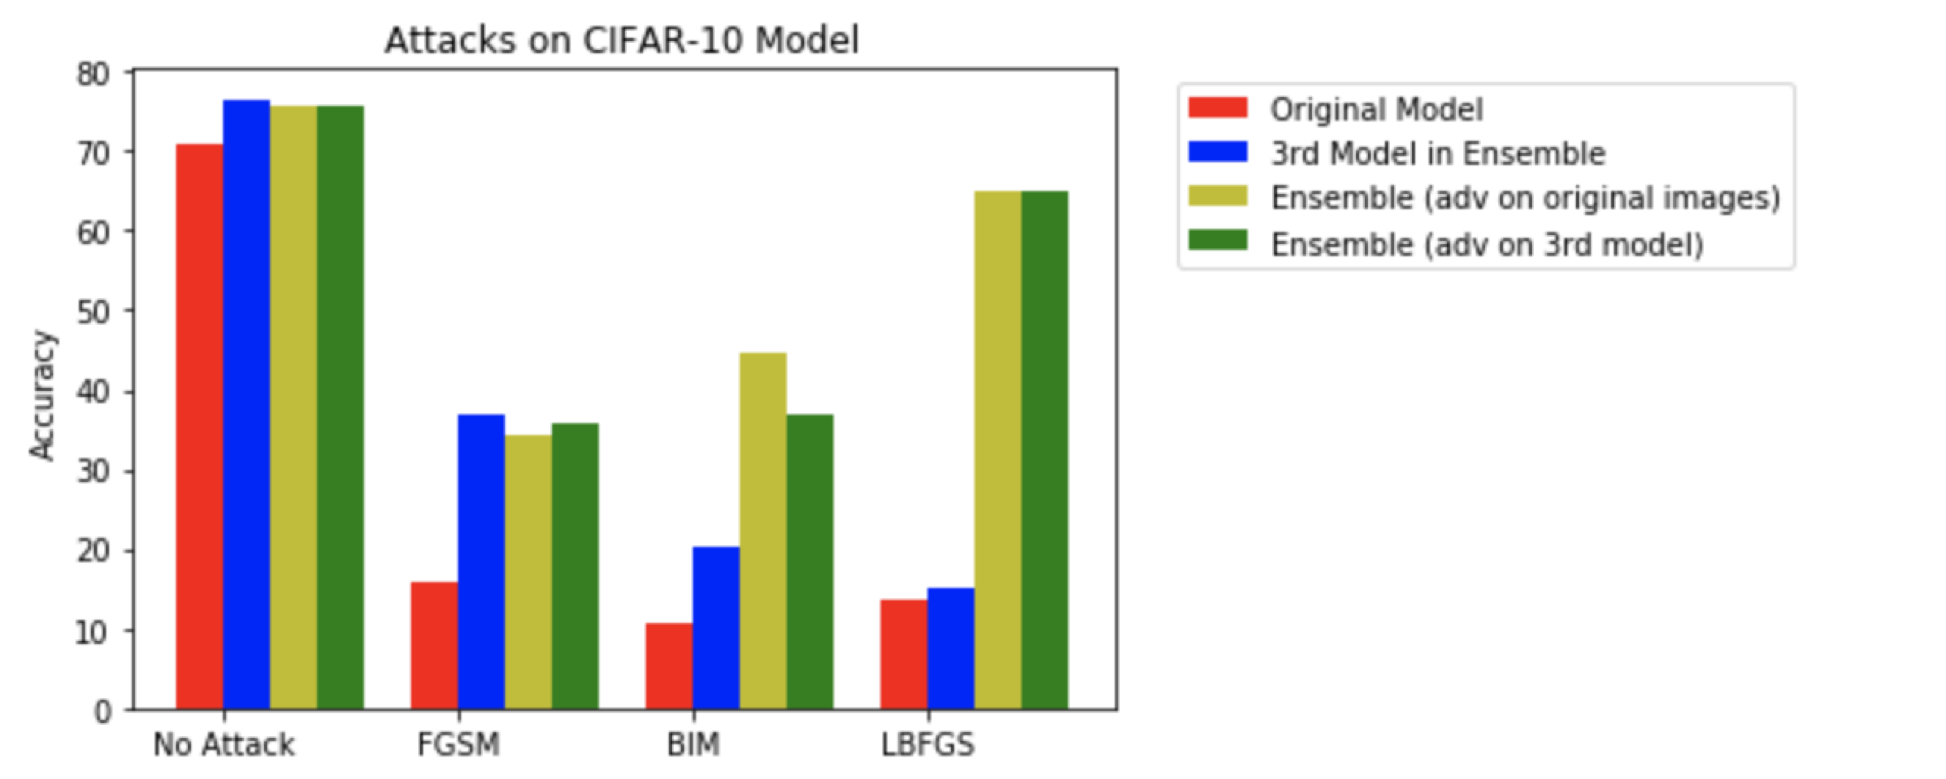 Attacks on CIFAR-10 Model
80
70
60
50
40
30
20
10
0
Accuracy
No Attack
FGSM
BIM
LBFGS
Original Model
3rd Model in Ensemble
Ensemble (adv on original images)
Ensemble (adv on 3rd model)